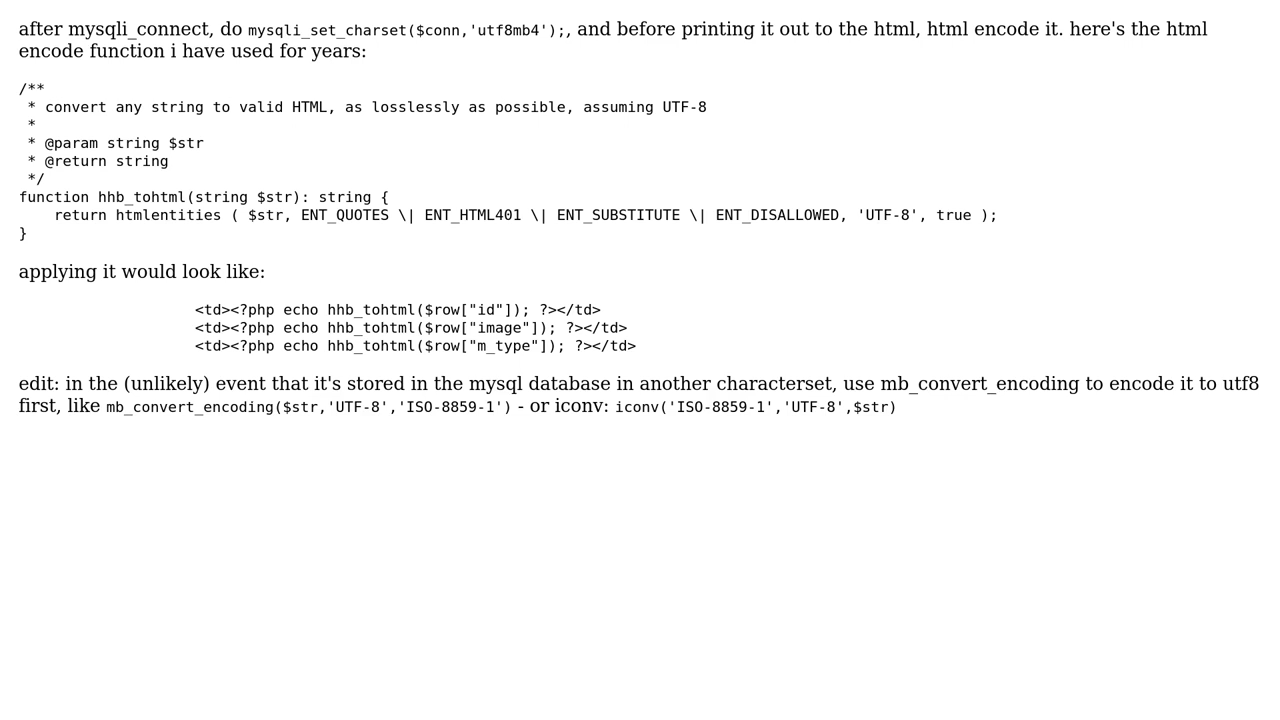 after mysqli_connect, do mysqli_set_charset($conn,'utf8mb4');, and before printing it out to the html, html encode it. here's the html
encode function i have used for years:
/**
 * convert any string to valid HTML, as losslessly as possible, assuming UTF-8
 *
 * @param string $str
 * @return string
 */
function hhb_tohtml(string $str): string {
    return htmlentities ( $str, ENT_QUOTES \| ENT_HTML401 \| ENT_SUBSTITUTE \| ENT_DISALLOWED, 'UTF-8', true );
}
applying it would look like:
                    <td><?php echo hhb_tohtml($row["id"]); ?></td>
                    <td><?php echo hhb_tohtml($row["image"]); ?></td>
                    <td><?php echo hhb_tohtml($row["m_type"]); ?></td>
edit: in the (unlikely) event that it's stored in the mysql database in another characterset, use mb_convert_encoding to encode it to utf8
first, like mb_convert_encoding($str,'UTF-8','ISO-8859-1') - or iconv: iconv('ISO-8859-1','UTF-8',$str)